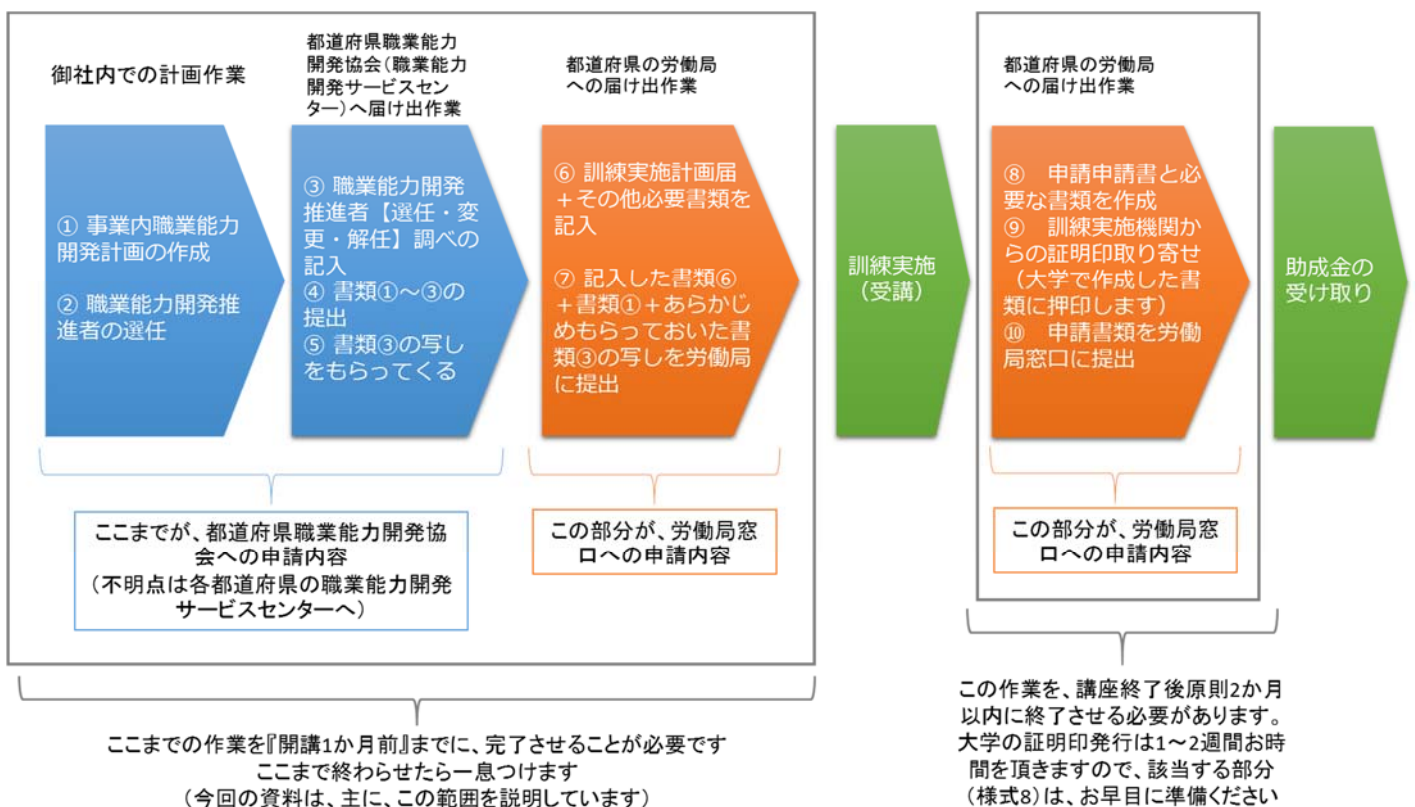 御社内での計画作業
都道府県職業能力
開発協会(職業能力
開発サービスセン
ター)へ届け出作業
都道府県の労働局
への届け出作業
都道府県の労働局
への届け出作業
① 事業内職業能力
開発計画の作成
② 職業能力開発推
進者の選任
③ 職業能力開発
推進者【選任・変
更・解任】調べの
記入
④ 書類①～③の
提出
⑤ 書類③の写し
をもらってくる
⑥ 訓練実施計画届
＋その他必要書類を
記入
⑦ 記入した書類⑥
＋書類①＋あらかじ
めもらっておいた書
類③の写しを労働局
に提出
訓練実施
(受講)
⑧ 申請申請書と必
要な書類を作成
⑨ 訓練実施機関か
らの証明印取り寄せ
(大学で作成した書
類に押印します)
⑩ 申請書類を労働
局窓口に提出
助成金の
受け取り
ここまでが、都道府県職業能力開発協
会への申請内容
(不明点は各都道府県の職業能力開発
サービスセンターへ)
この部分が、労働局窓
口への申請内容
この部分が、労働局窓
口への申請内容
ここまでの作業を『開講1か月前』までに、完了させることが必要です
ここまで終わらせたら一息つけます
(今回の資料は、主に、この範囲を説明しています)
この作業を、講座終了後原則2か月
以内に終了させる必要があります。
大学の証明印発行は1～2週間お時
間を頂きますので、該当する部分
(様式8)は、お早目に準備ください